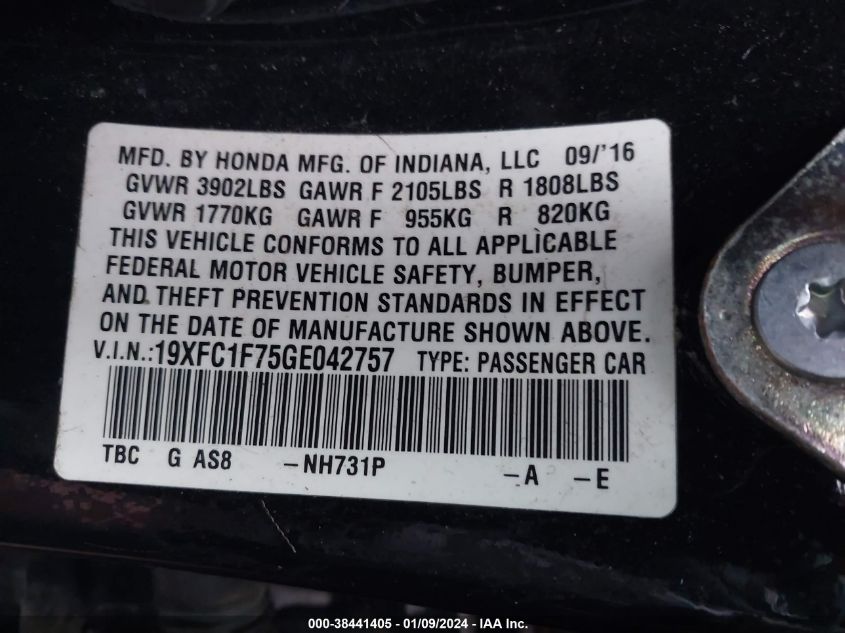 MFD. BY HONDA MFG. OF INDIANA, LLC 09/'16
GVWR 3902LBS GAWR F 2105LBS R 1808LBS
GVWR 1770KG GAWR F 955KG R 820KG
THIS VEHICLE CONFORMS TO ALL APPLICABLE
FEDERAL MOTOR VEHICLE SAFETY, BUMPER,
AND THEFT PREVENTION STANDARDS IN EFFECT
ON THE DATE OF MANUFACTURE SHOWN ABOVE.
V.I.N.:19XFC1F75GE042757 TYPE: PASSENGER CAR
TBC G AS8 -NH731P -A -E
000-38441405 - 01/09/2024 - IAA Inc.